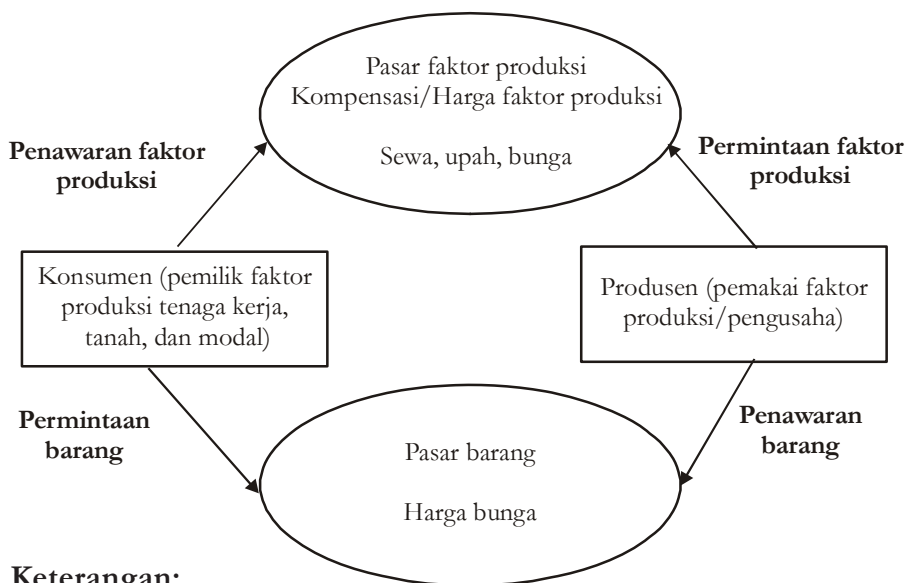 Pasar faktor produksi
Kompensasi/Harga faktor produksi
Sewa, upah, bunga
Penawaran faktor
produksi
Permintaan faktor
produksi
Konsumen (pemilik faktor
produksi tenaga kerja,
tanah, dan modal)
Produsen (pemakai faktor
produksi/pengusaha)
Permintaan
barang
Penawaran
barang
Pasar barang
Harga bunga
Keterangan: